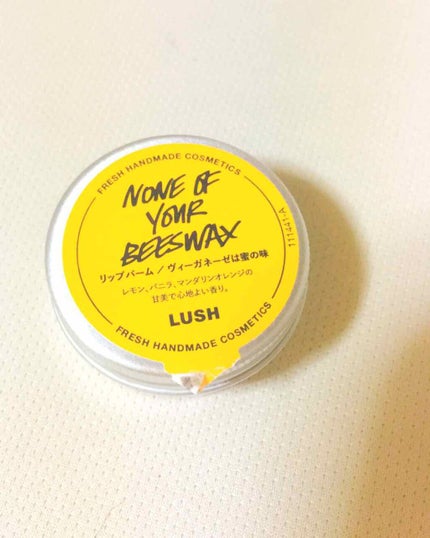 FRESH HANDMADE COSMETICS
NONE OF
YOUR
BEESWAX
リップバーム / ヴィーガネーゼは蜜の味
レモン、バニラ、マンダリンオレンジの
甘美で心地よい香り。
LUSH
FRESH HANDMADE COSMETICS
111441-A